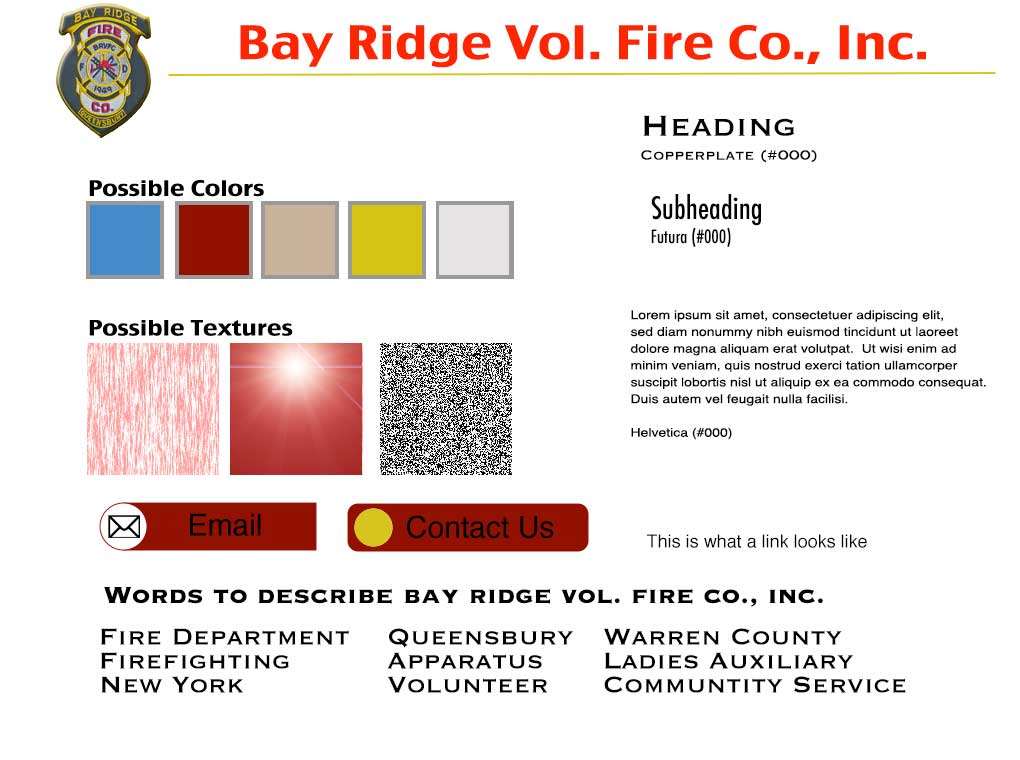 BAY RIDGE
FIRE
BRVFC
F D
1949
CO.
QUEENSBURY
Bay Ridge Vol. Fire Co., Inc.
Heading
Copperplate (#000)
Possible Colors
Subheading
Futura (#000)
Possible Textures
Lorem ipsum sit amet, consectetuer adipiscing elit,
sed diam nonummy nibh euismod tincidunt ut laoreet
dolore magna aliquam erat volutpat.  Ut wisi enim ad
minim veniam, quis nostrud exerci tation ullamcorper
suscipit lobortis nisl ut aliquip ex ea commodo consequat.
Duis autem vel feugait nulla facilisi.
Helvetica (#000)
Email
Contact Us
This is what a link looks like
Words to describe bay ridge vol. fire co., inc.
Fire Department
Firefighting
New York
Queensbury
Apparatus
Volunteer
Warren County
Ladies Auxiliary
Communtity Service